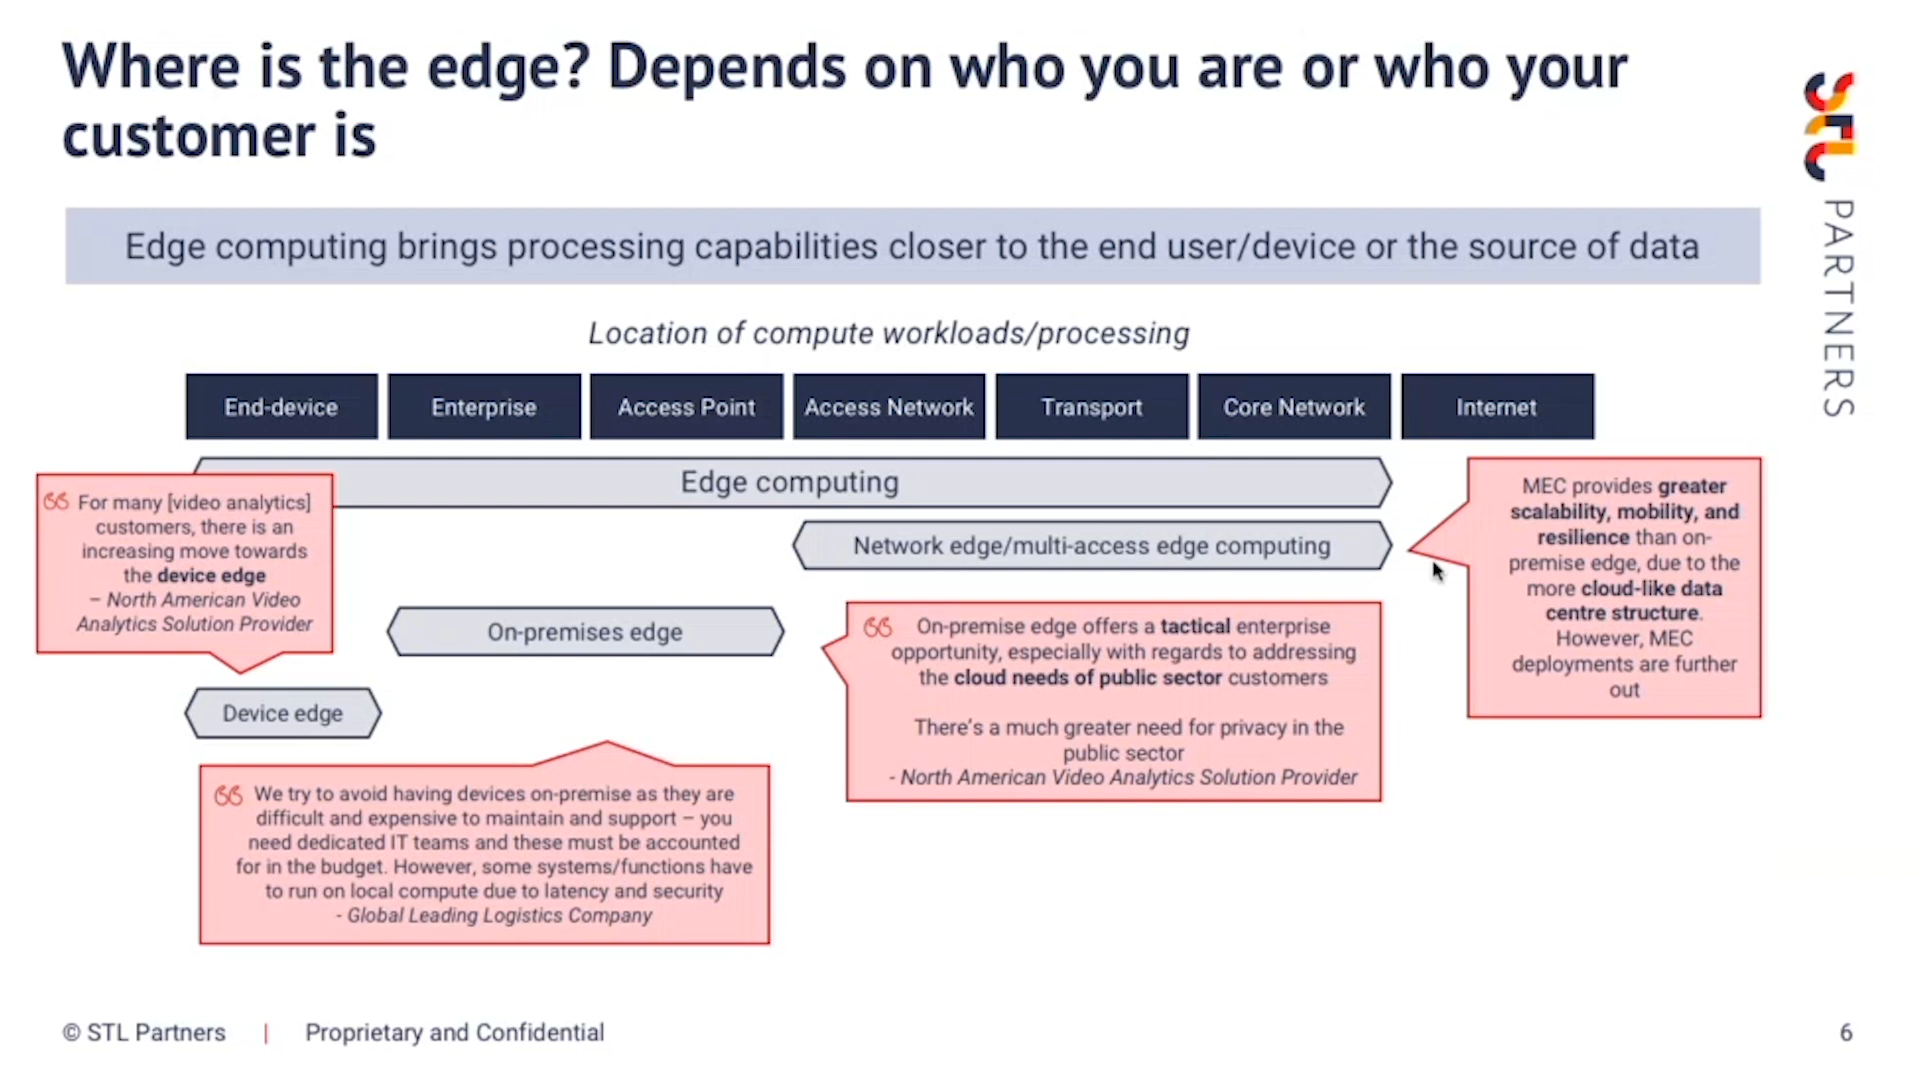 Where is the edge? Depends on who you are or who your
customer is
STL PARTNERS
Edge computing brings processing capabilities closer to the end user/device or the source of data
Location of compute workloads/processing
End-device
Enterprise
Access Point
Access Network
Transport
Core Network
Internet
Edge computing
Network edge/multi-access edge computing
For many [video analytics]
customers, there is an
increasing move towards
the device edge
– North American Video
Analytics Solution Provider
MEC provides greater
scalability, mobility, and
resilience than on-
premise edge, due to the
more cloud-like data
centre structure.
However, MEC
deployments are further
out
On-premises edge
On-premise edge offers a tactical enterprise
opportunity, especially with regards to addressing
the cloud needs of public sector customers
There's a much greater need for privacy in the
public sector
- North American Video Analytics Solution Provider
Device edge
We try to avoid having devices on-premise as they are
difficult and expensive to maintain and support – you
need dedicated IT teams and these must be accounted
for in the budget. However, some systems/functions have
to run on local compute due to latency and security
- Global Leading Logistics Company
© STL Partners | Proprietary and Confidential
6